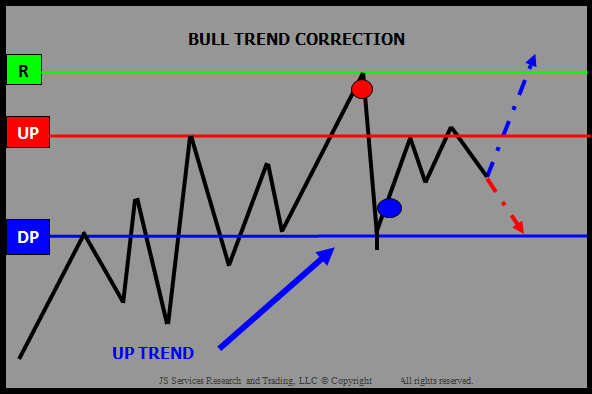 BULL TREND CORRECTION
R
UP
DP
UP TREND
JS Services Research and Trading, LLC © Copyright All rights reserved.